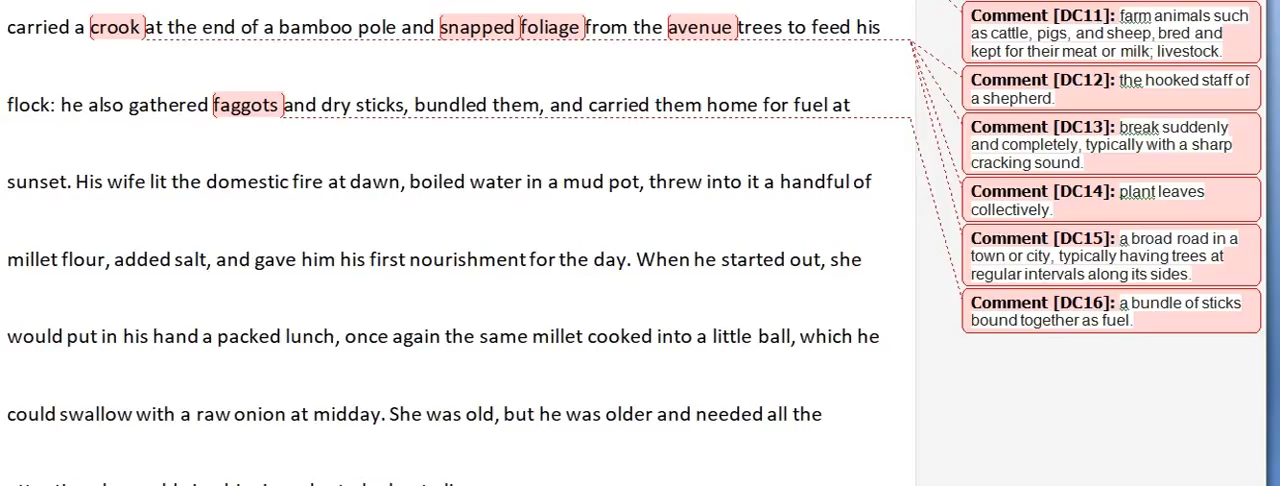 carried a crook at the end of a bamboo pole and snapped foliage from the avenue trees to feed his
flock: he also gathered faggots and dry sticks, bundled them, and carried them home for fuel at
sunset. His wife lit the domestic fire at dawn, boiled water in a mud pot, threw into it a handful of
millet flour, added salt, and gave him his first nourishment for the day. When he started out, she
would put in his hand a packed lunch, once again the same millet cooked into a little ball, which he
could swallow with a raw onion at midday. She was old, but he was older and needed all the
Comment [DC11]: farm animals such
as cattle, pigs, and sheep, bred and
kept for their meat or milk; livestock.
Comment [DC12]: the hooked staff of
a shepherd.
Comment [DC13]: break suddenly
and completely, typically with a sharp
cracking sound.
Comment [DC14]: plant leaves
collectively.
Comment [DC15]: a broad road in a
town or city, typically having trees at
regular intervals along its sides.
Comment [DC16]: a bundle of sticks
bound together as fuel.